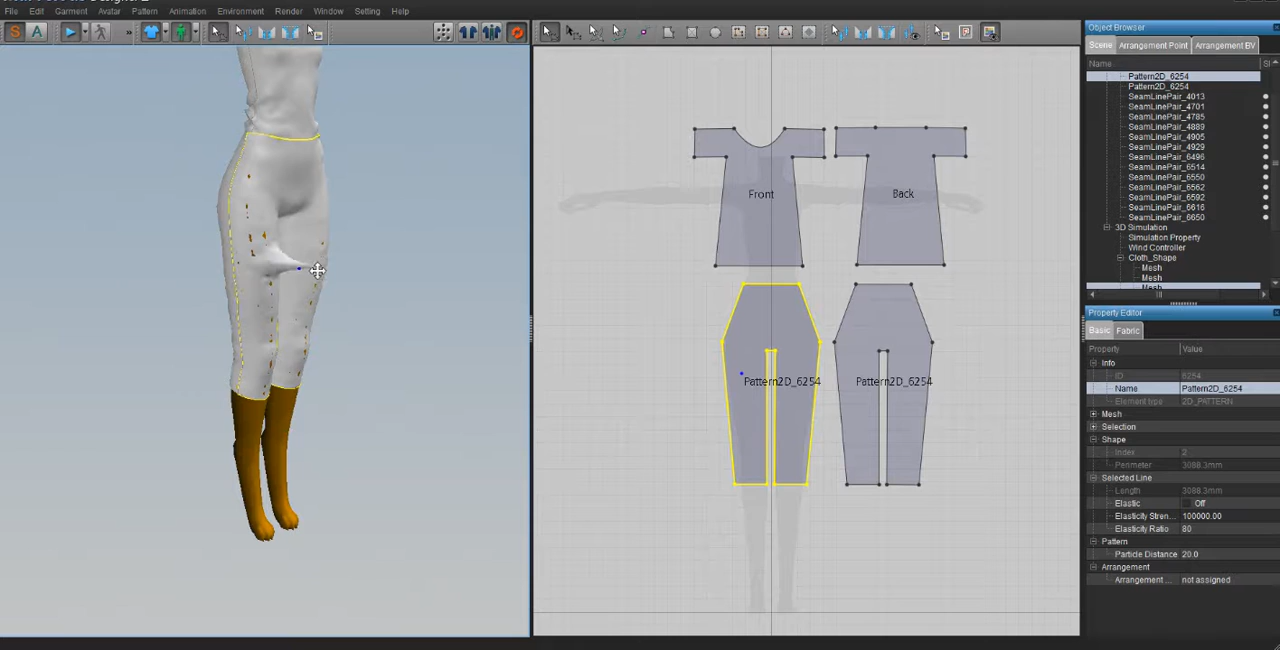 File Edit Garment Avatar Pattern Animation Environment Render Window Setting Help
S A »
Front
Back
Pattern2D_6254
Pattern2D_6254
Object Browser
Scene Arrangement Point Arrangement BV
Name
Pattern2D_6254
Pattern2D_6254
SeamLinePair_4013
SeamLinePair_4701
SeamLinePair_4785
SeamLinePair_4889
SeamLinePair_4905
SeamLinePair_4929
SeamLinePair_6496
SeamLinePair_6514
SeamLinePair_6550
SeamLinePair_6562
SeamLinePair_6592
SeamLinePair_6616
SeamLinePair_6650
3D Simulation
Simulation Property
Wind Controller
Cloth_Shape
Mesh
Mesh
Mesh
Property Editor
Basic Fabric
Property Value
Info
ID 6254
Name Pattern2D_6254
Element type 2D_PATTERN
Mesh
Selection
Shape
Index 2
Perimeter 3088.3mm
Selected Line
Length 3088.3mm
Elastic Off
Elasticity Stren... 100000.00
Elasticity Ratio 80
Pattern
Particle Distance 20.0
Arrangement
Arrangement ... not assigned